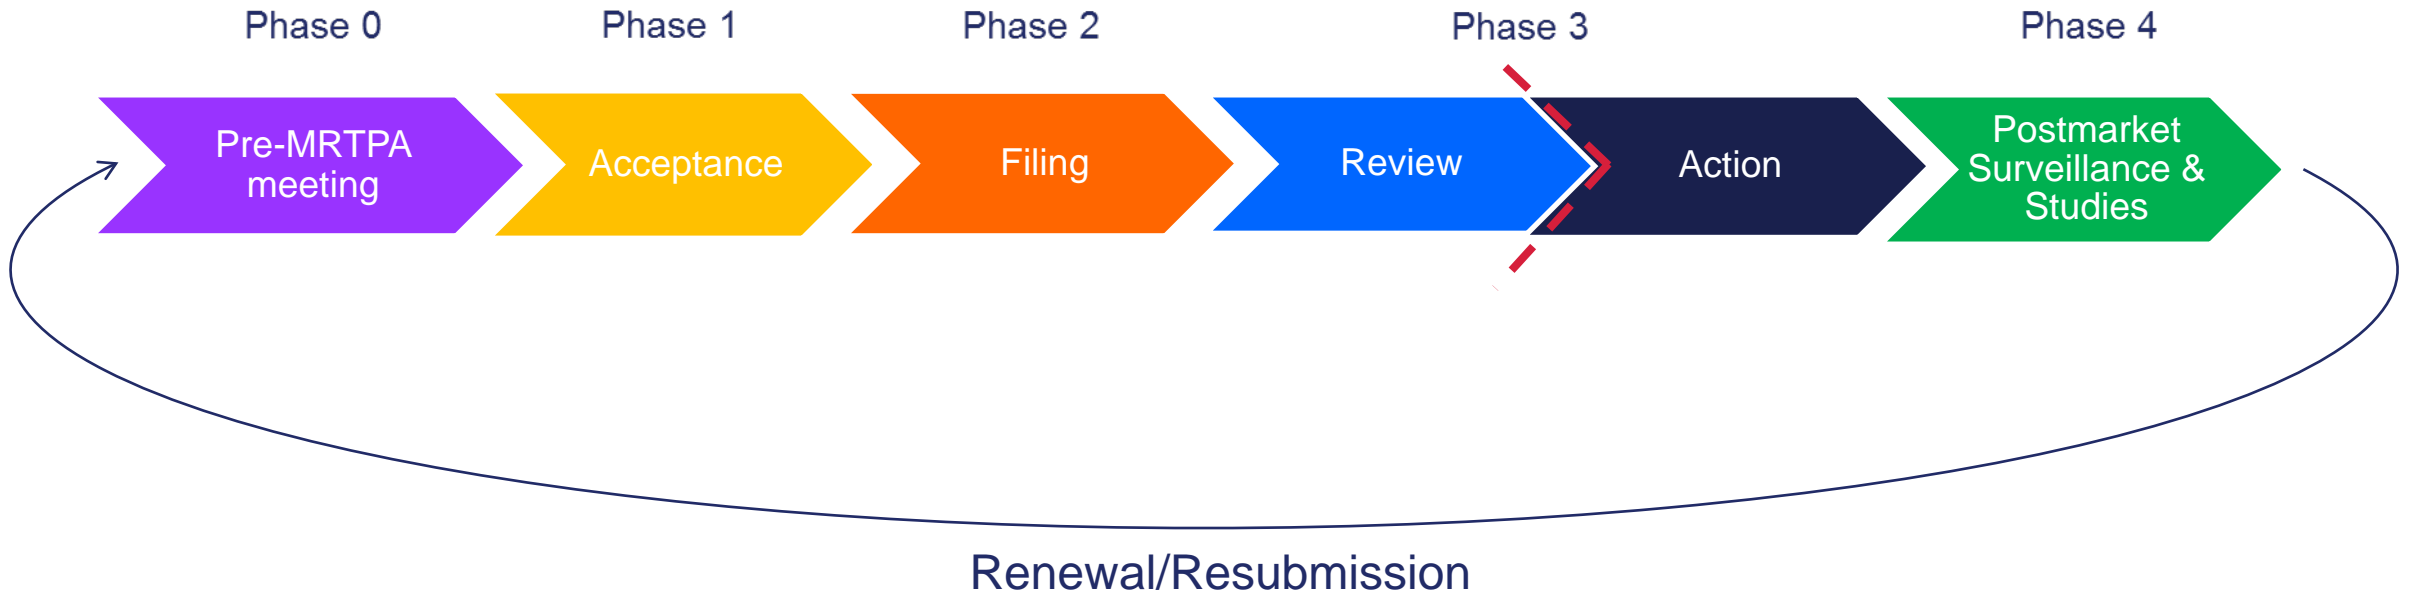 Phase 0
Phase 1
Phase 2
Phase 3
Phase 4
Pre-MRTPA
meeting
Acceptance
Filing
Review
Action
Postmarket
Surveillance &
Studies
Renewal/Resubmission